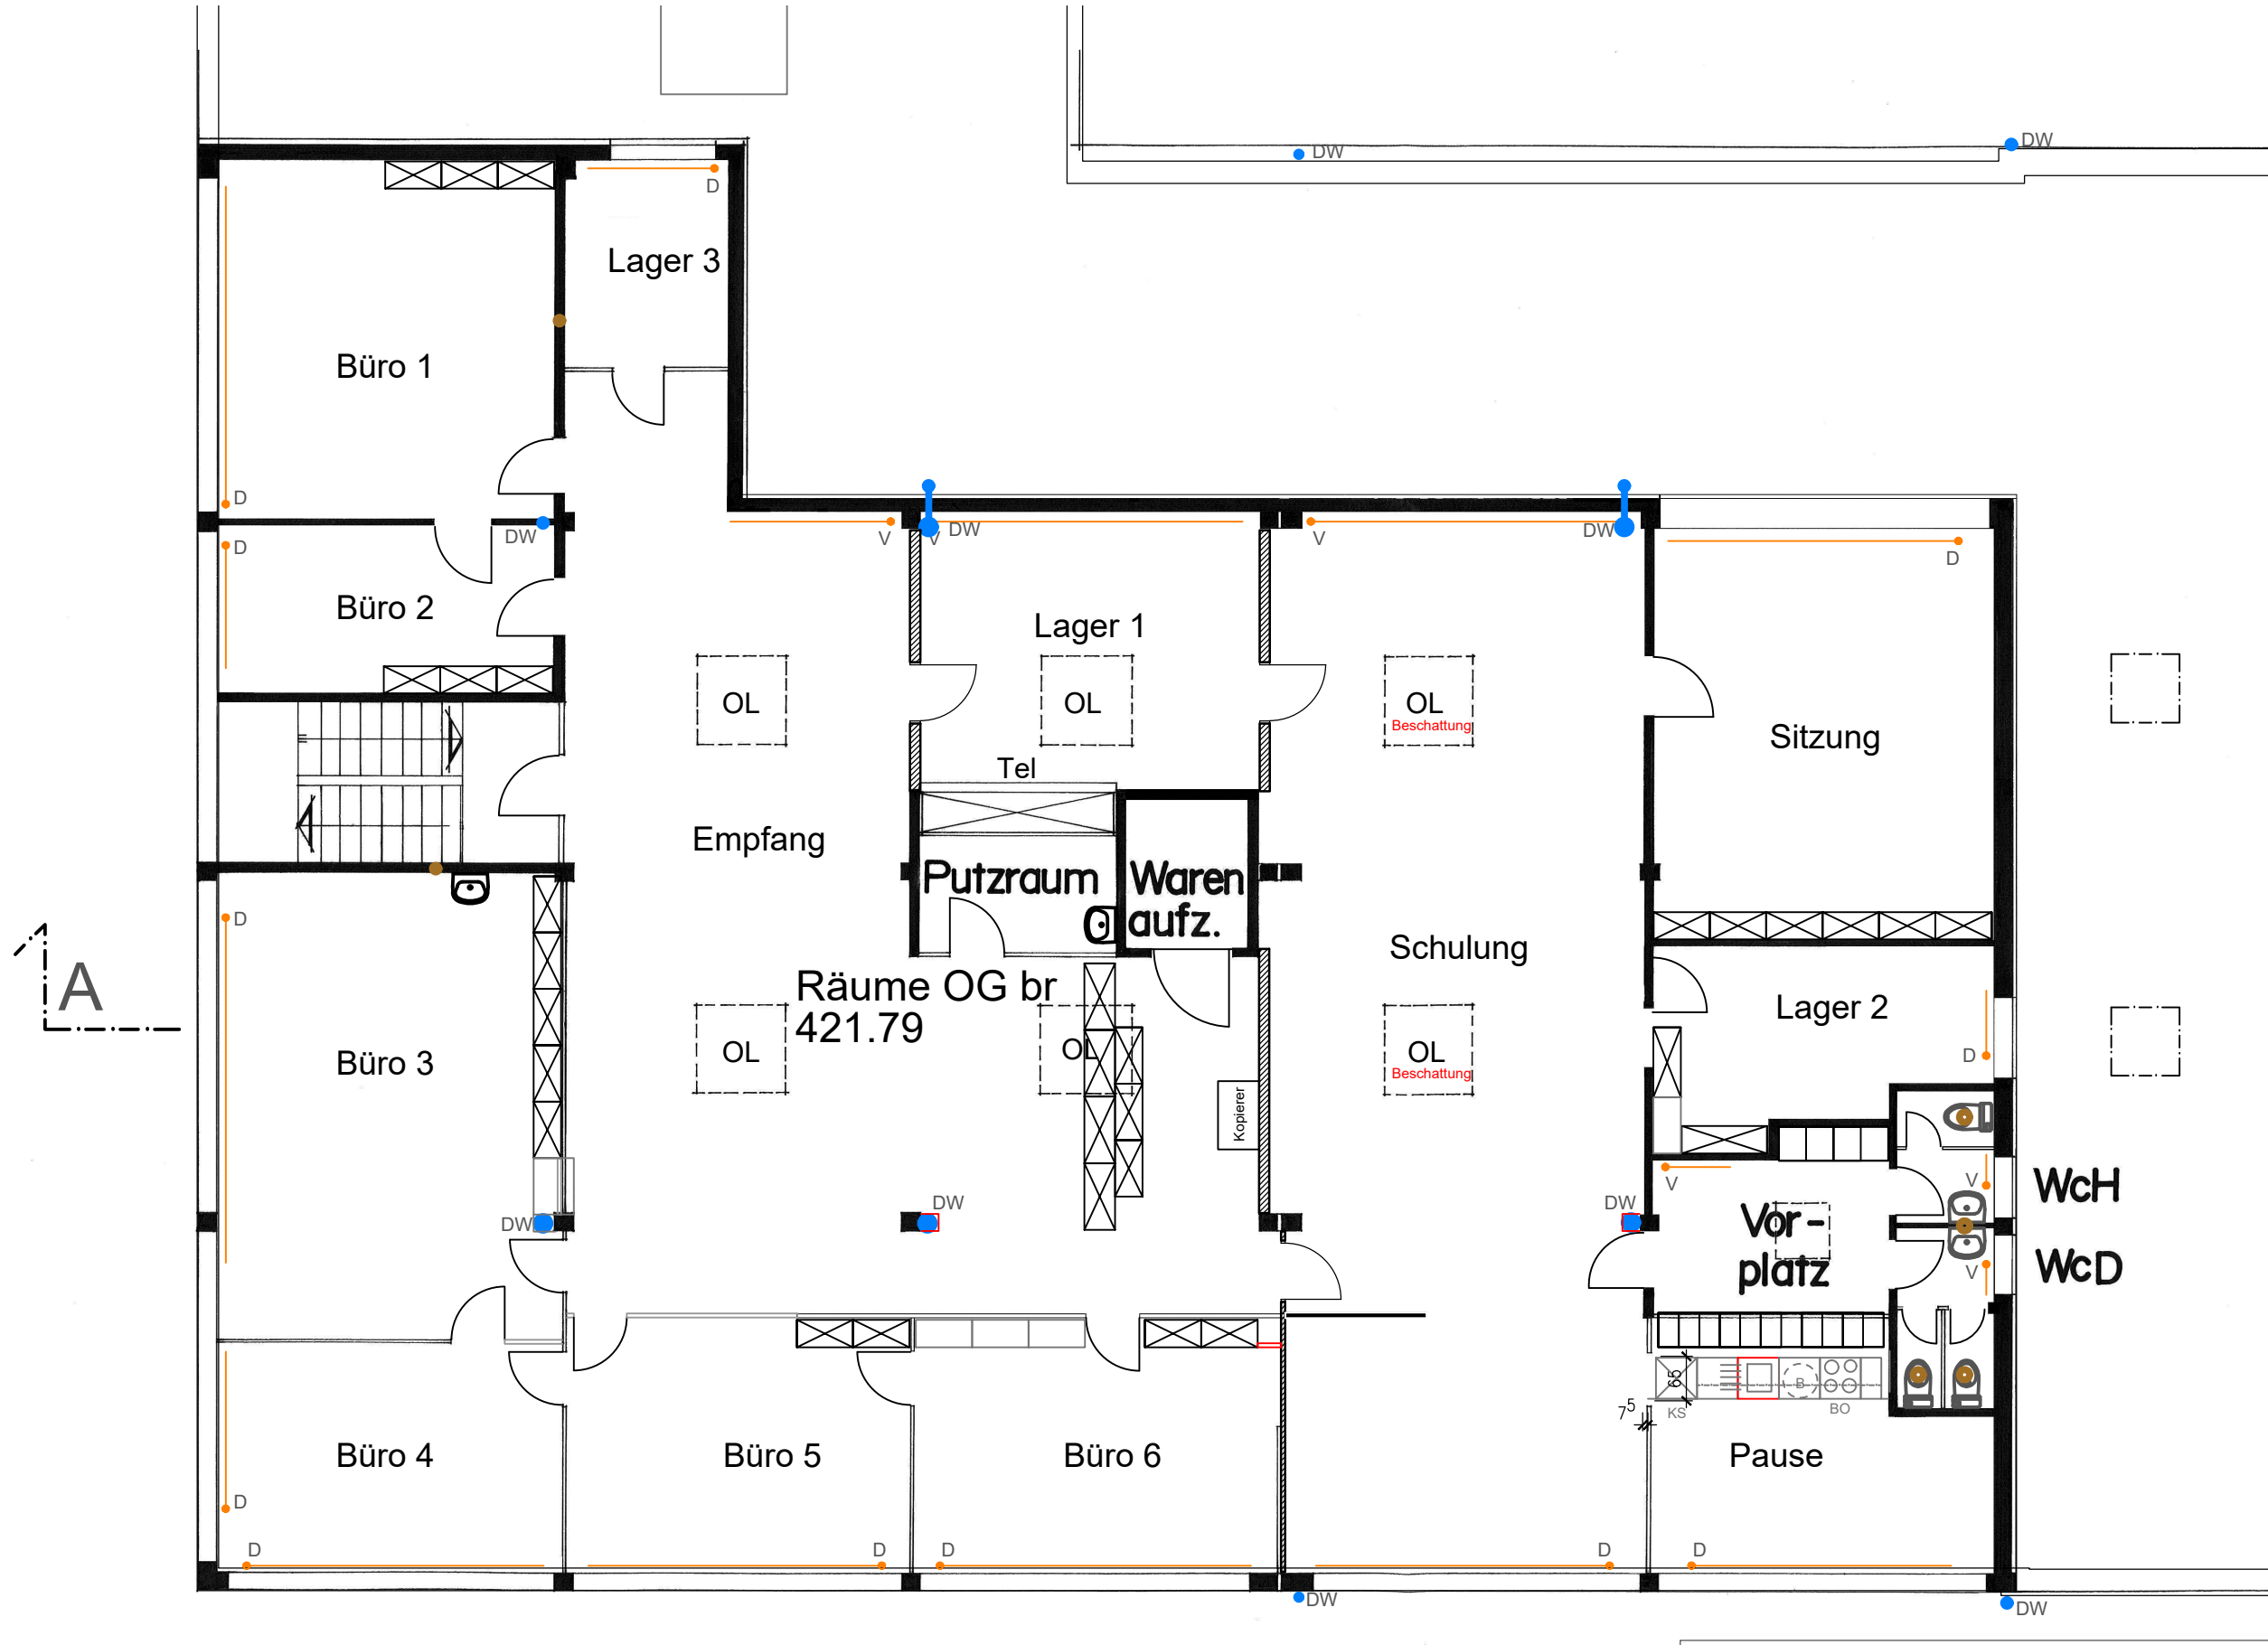 DW
DW
D
Lager 3
Büro 1
D
DW
D
V
V
DW
V
DW
D
Büro 2
Lager 1
OL
OL
OL
Beschattung
Sitzung
Tel
Empfang
Putzraum
Waren
aufz.
D
Schulung
A
Räume OG br
421.79
Lager 2
OL
OL
OL
Beschattung
D
Büro 3
Kopierer
V
V
WcH
DW
DW
DW
Vor-
platz
V
WcD
65
B
7⁵
KS
BO
Büro 4
Büro 5
Büro 6
Pause
D
D
D
D
D
D
DW
DW